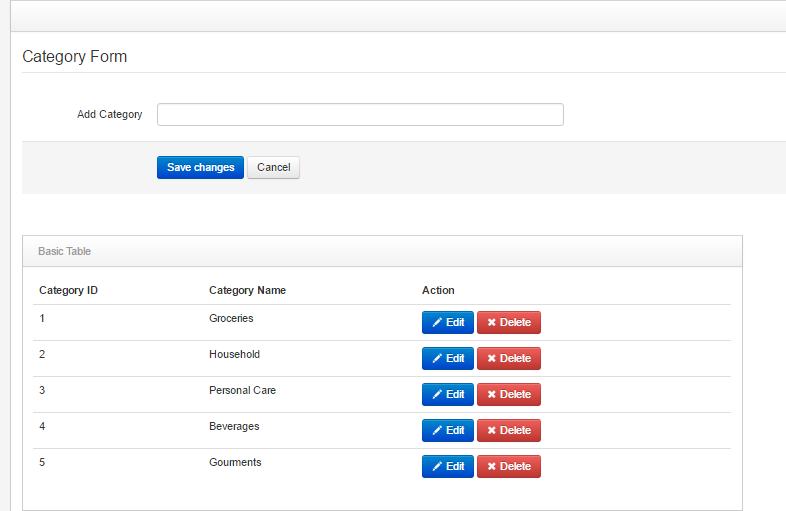 Category Form
Add Category
Save changes Cancel
Basic Table
Category ID Category Name Action
1 Groceries Edit Delete
2 Household Edit Delete
3 Personal Care Edit Delete
4 Beverages Edit Delete
5 Gourments Edit Delete